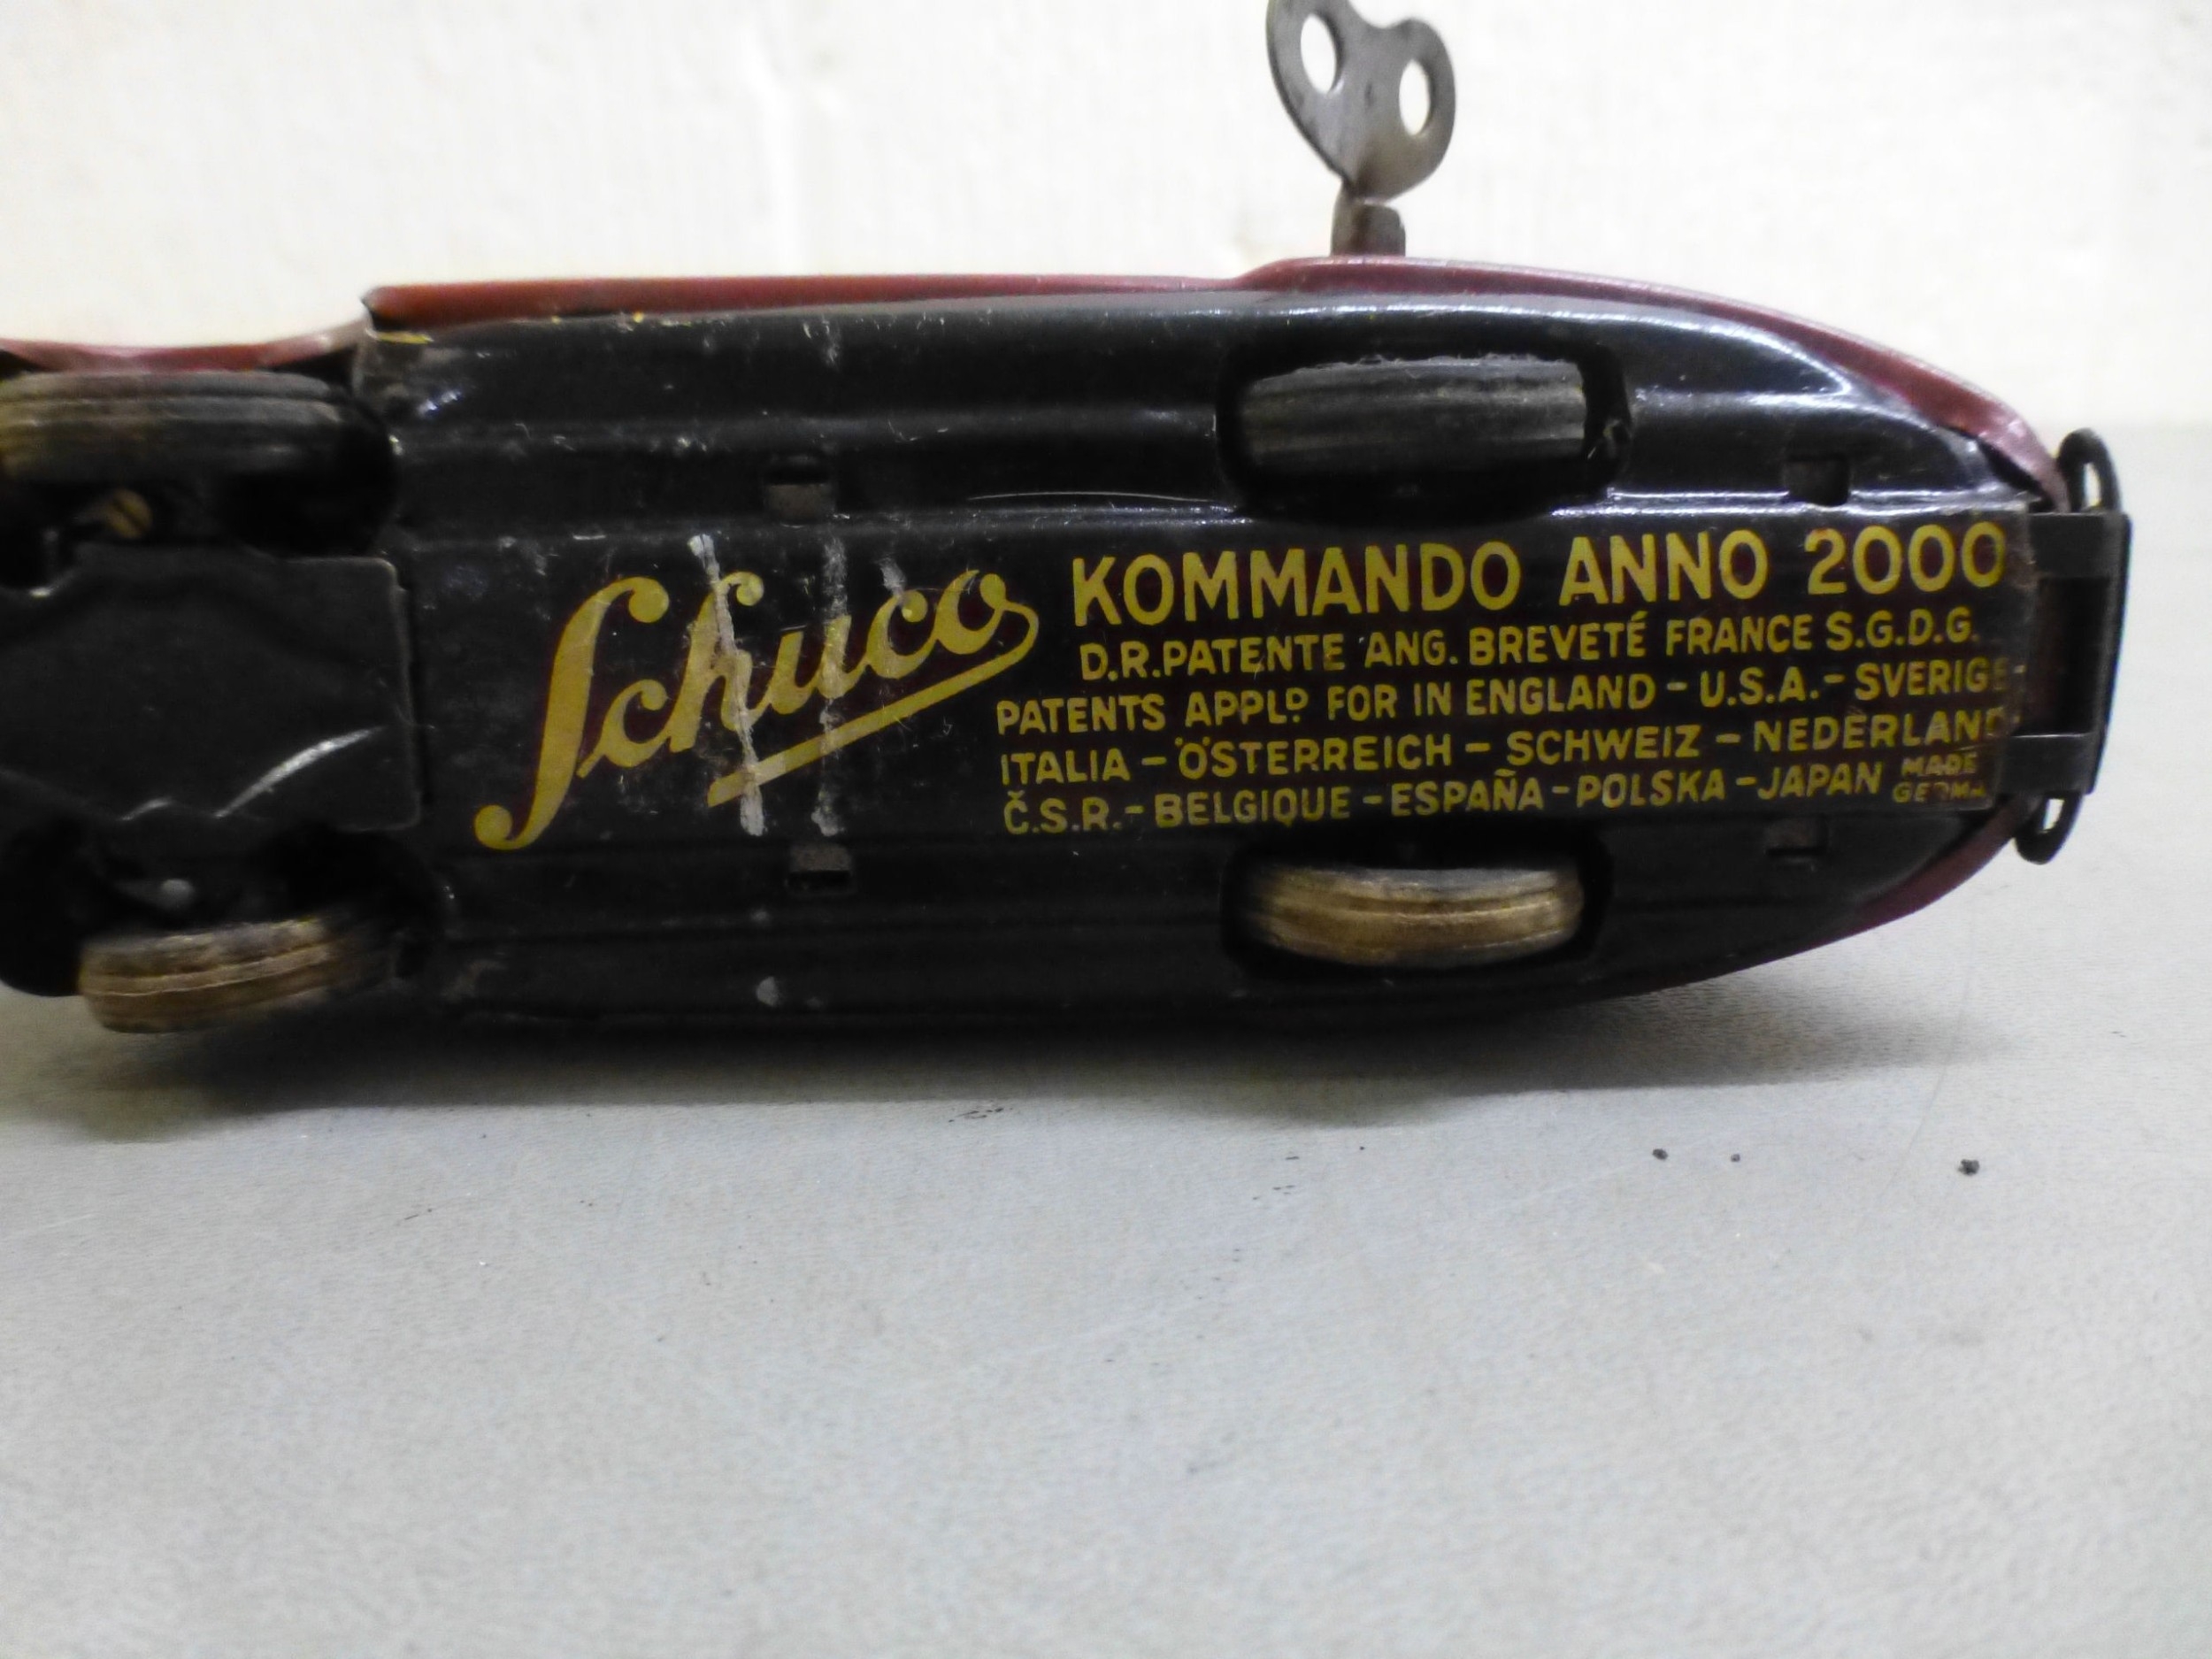 Schuco
KOMMANDO ANNO 2000
D.R.PATENTE ANG. BREVETÉ FRANCE S.G.D.G.
PATENTS APPLD FOR IN ENGLAND - U.S.A. - SVERIGE -
ITALIA - ÖSTERREICH - SCHWEIZ - NEDERLAND -
Č.S.R. - BELGIQUE - ESPAÑA - POLSKA - JAPAN
MADE